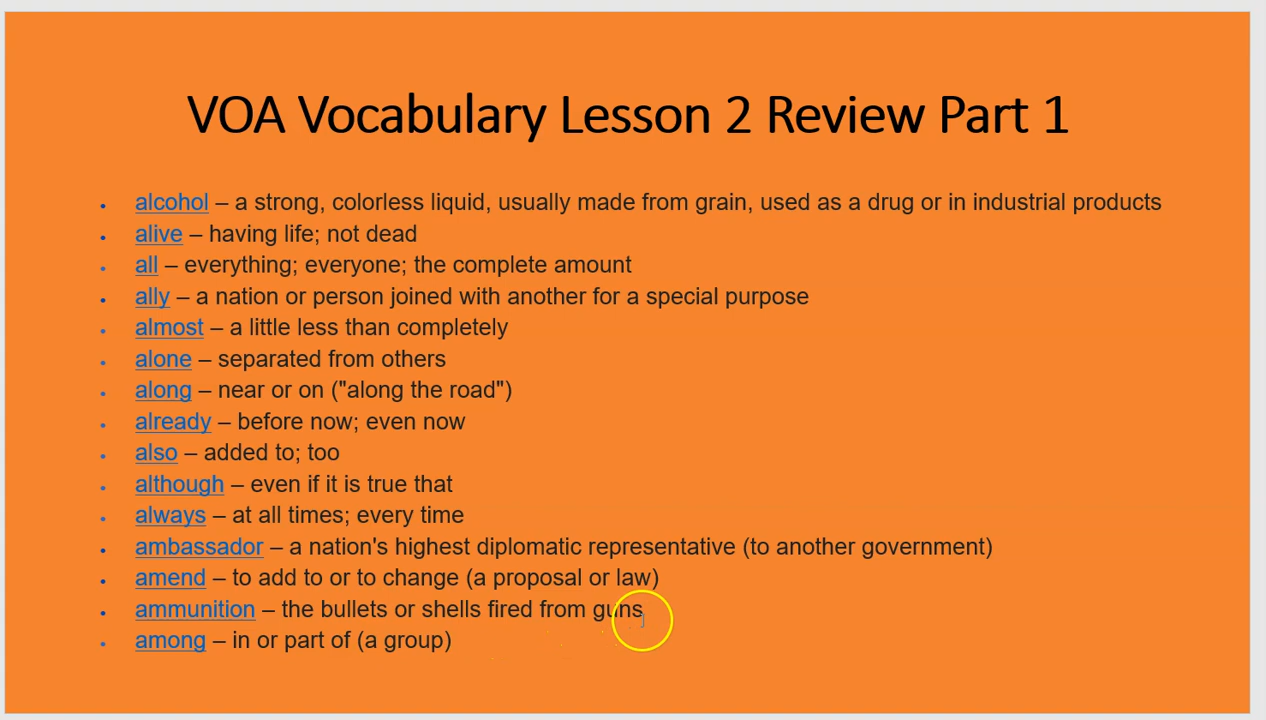 VOA Vocabulary Lesson 2 Review Part 1
• alcohol – a strong, colorless liquid, usually made from grain, used as a drug or in industrial products
• alive – having life; not dead
• all – everything; everyone; the complete amount
• ally – a nation or person joined with another for a special purpose
• almost – a little less than completely
• alone – separated from others
• along – near or on ("along the road")
• already – before now; even now
• also – added to; too
• although – even if it is true that
• always – at all times; every time
• ambassador – a nation's highest diplomatic representative (to another government)
• amend – to add to or to change (a proposal or law)
• ammunition – the bullets or shells fired from guns
• among – in or part of (a group)